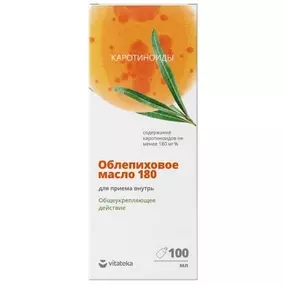 КАРОТИНОИДЫ
содержание
каротиноидов не
менее 180 мг%
Облепиховое
масло 180
для приема внутрь
Общеукрепляющее
действие
vitateka
100
мл